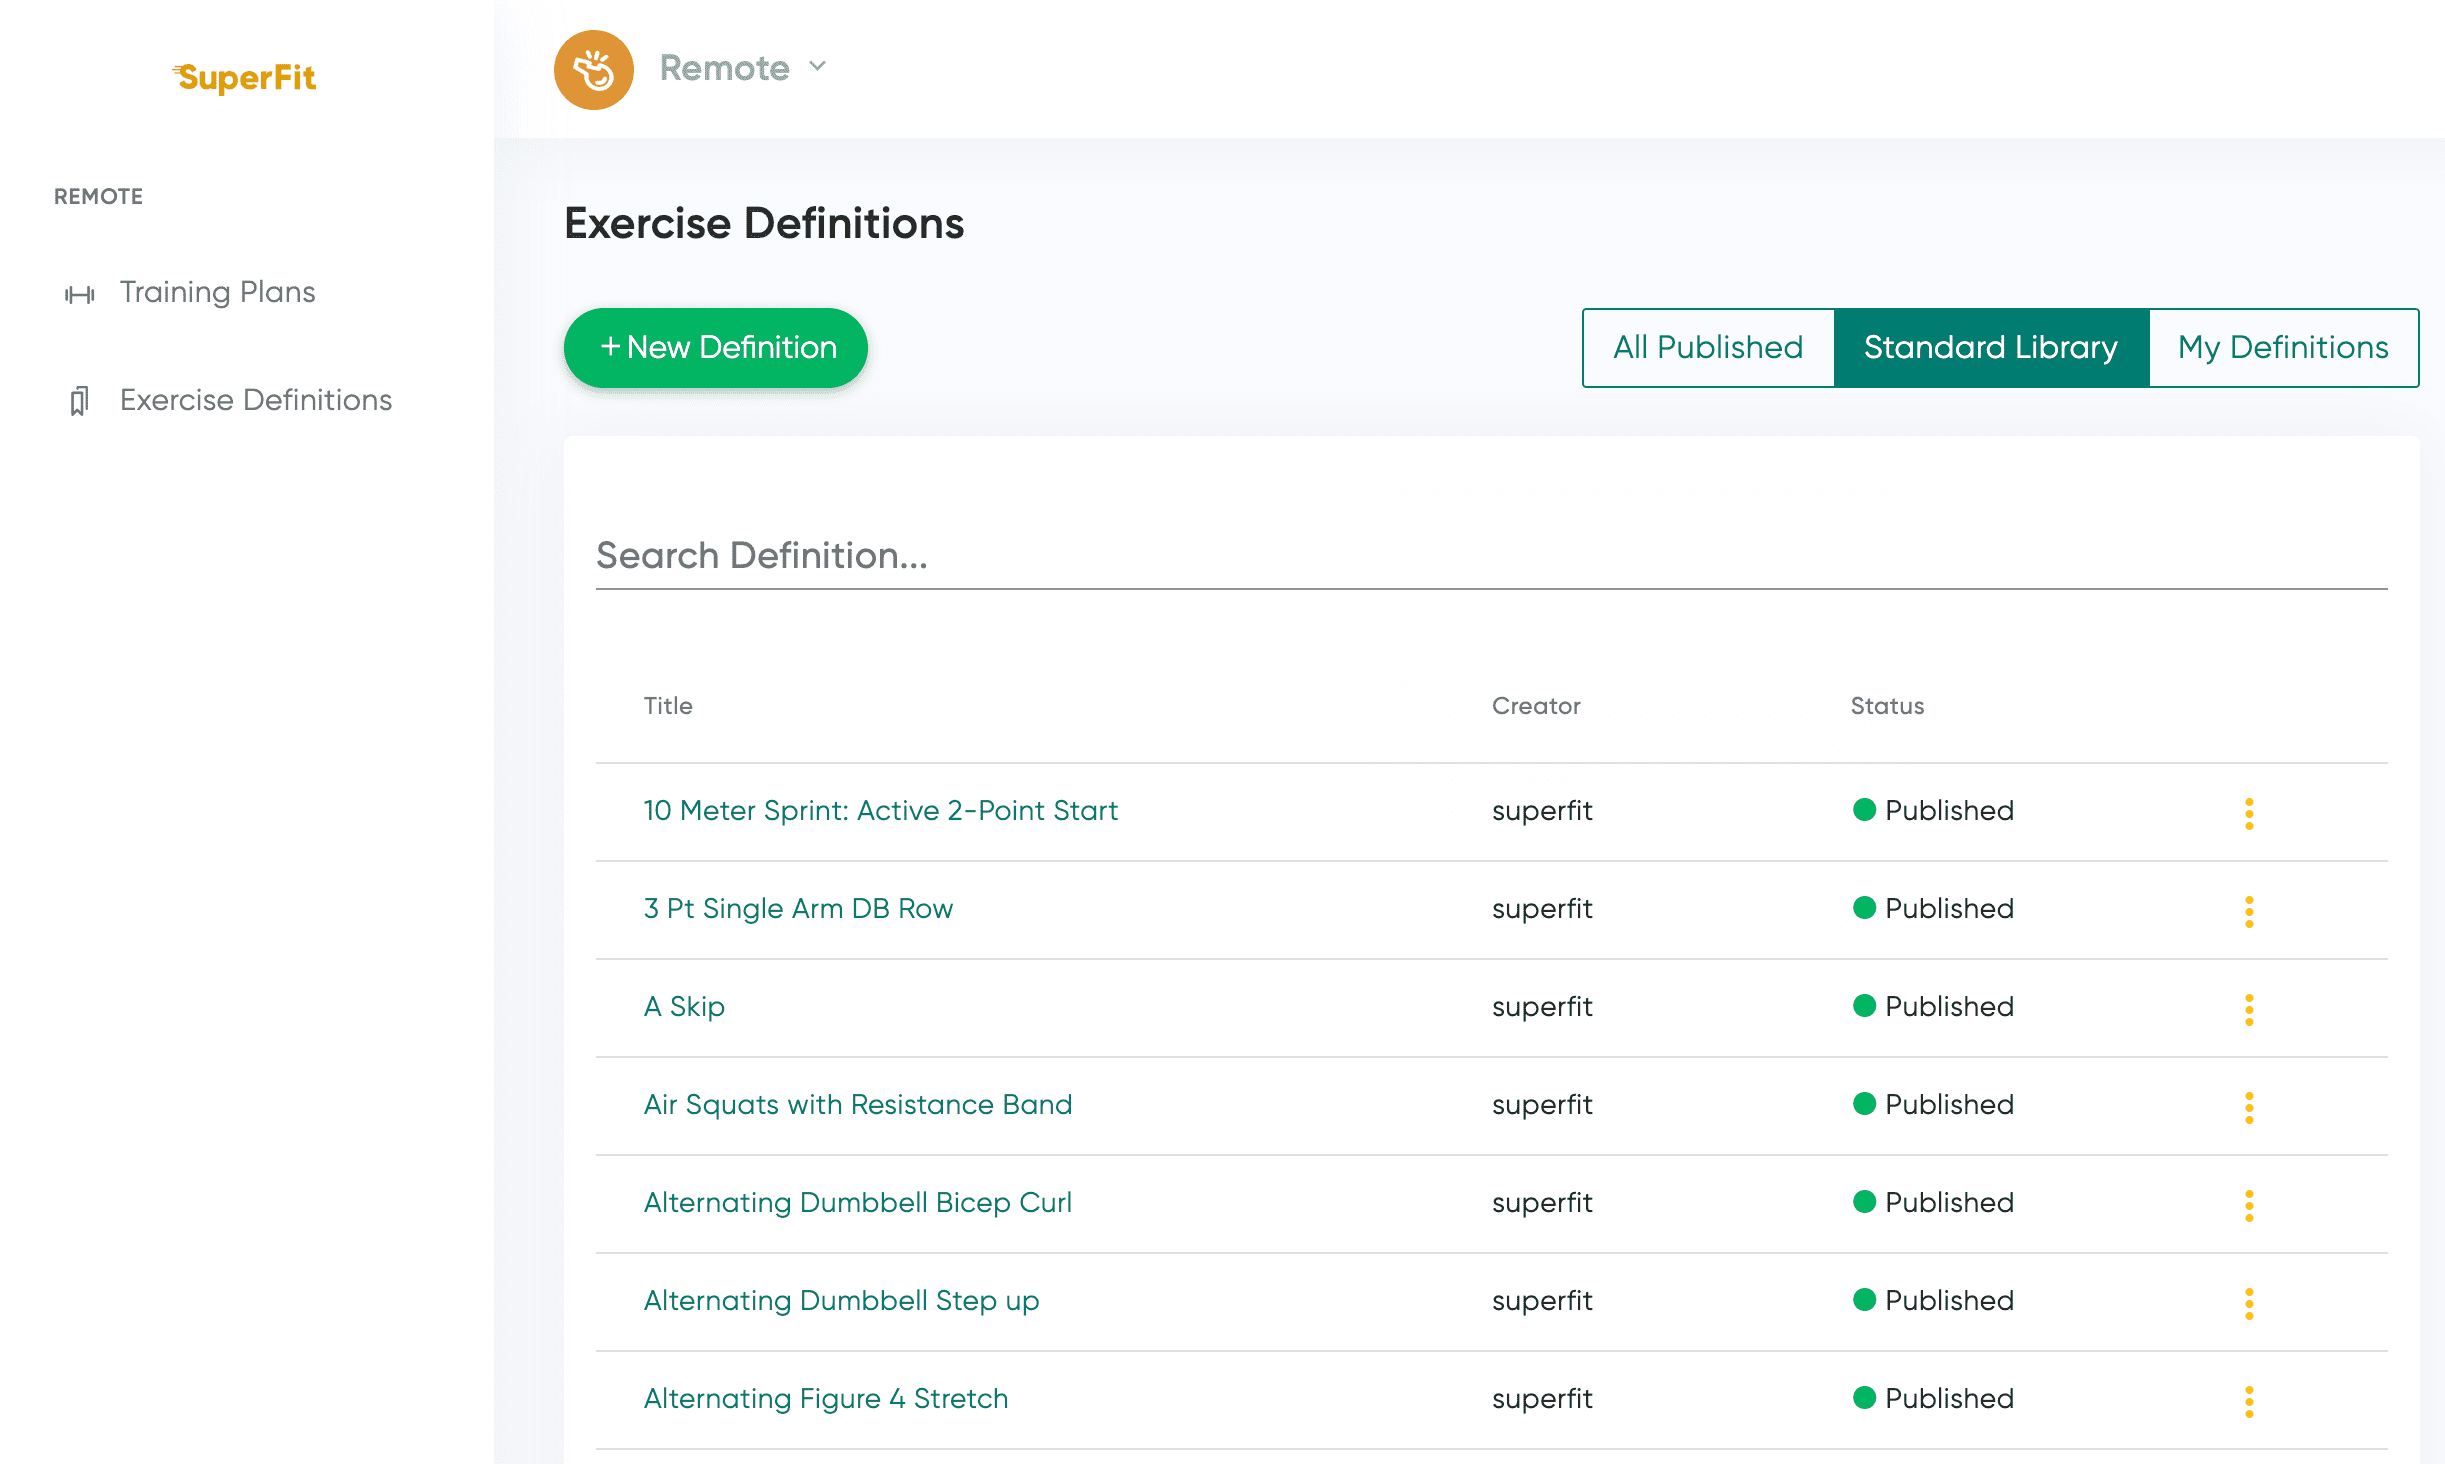 SuperFit
Remote
REMOTE
Training Plans
Exercise Definitions
Exercise Definitions
+ New Definition
All Published
Standard Library
My Definitions
Search Definition...
Title Creator Status
10 Meter Sprint: Active 2-Point Start superfit Published
3 Pt Single Arm DB Row superfit Published
A Skip superfit Published
Air Squats with Resistance Band superfit Published
Alternating Dumbbell Bicep Curl superfit Published
Alternating Dumbbell Step up superfit Published
Alternating Figure 4 Stretch superfit Published